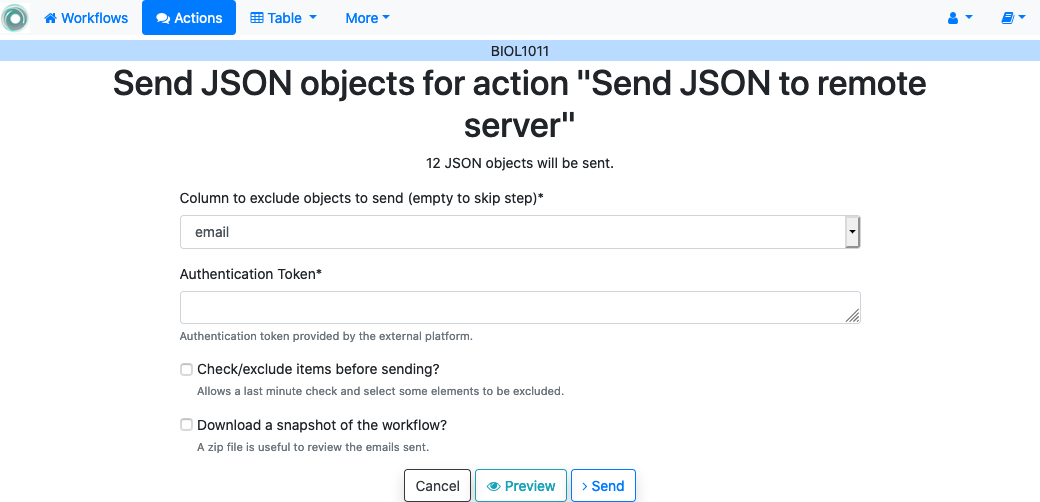 Workflows Actions Table More
BIOL1011
Send JSON objects for action "Send JSON to remote
server"
12 JSON objects will be sent.
Column to exclude objects to send (empty to skip step)*
email
Authentication Token*
Authentication token provided by the external platform.
Check/exclude items before sending?
Allows a last minute check and select some elements to be excluded.
Download a snapshot of the workflow?
A zip file is useful to review the emails sent.
Cancel Preview Send